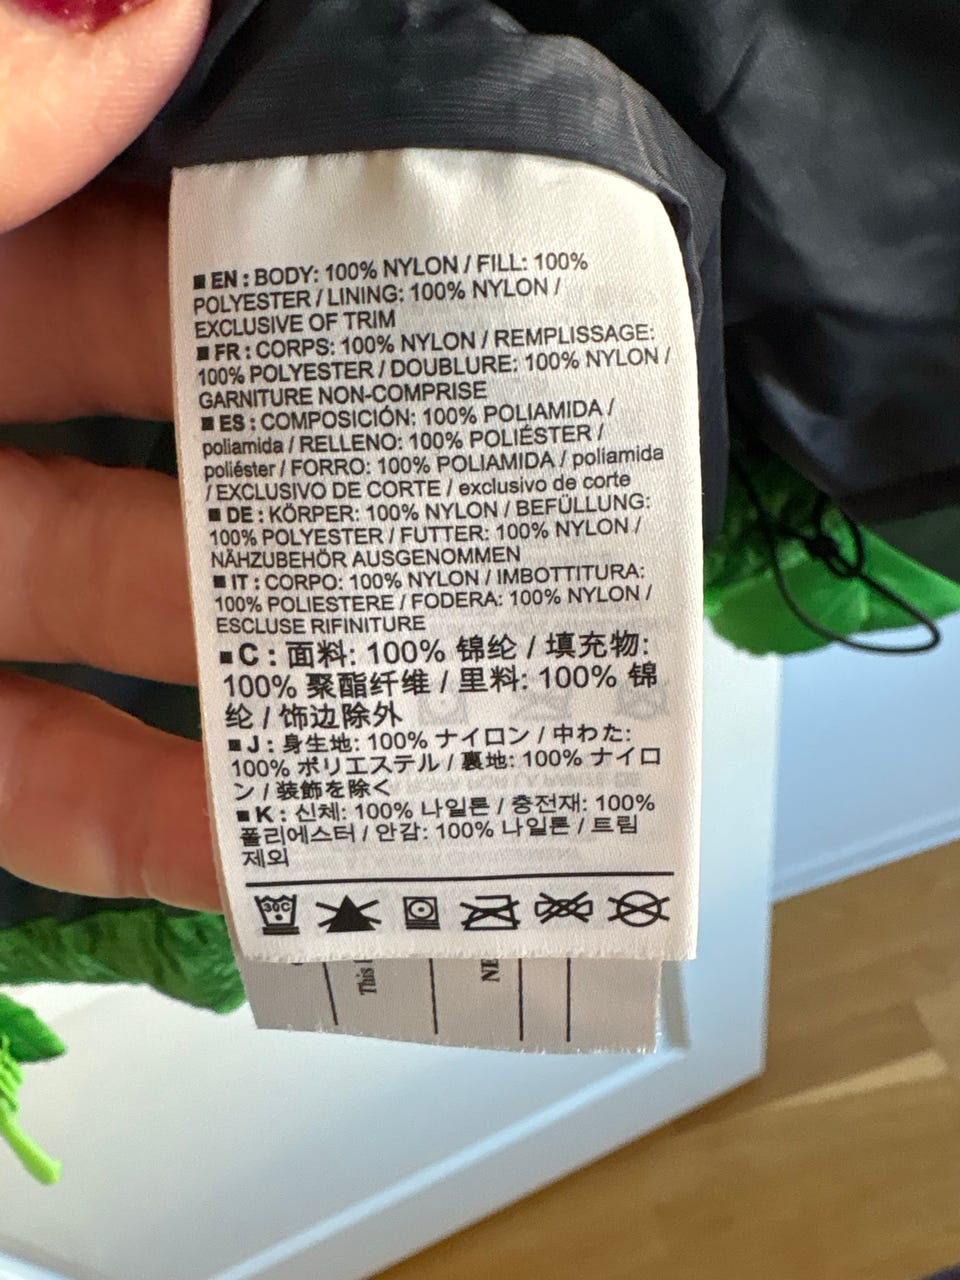 ■ EN : BODY: 100% NYLON / FILL: 100%
POLYESTER / LINING: 100% NYLON /
EXCLUSIVE OF TRIM
■ FR : CORPS: 100% NYLON / REMPLISSAGE:
100% POLYESTER / DOUBLURE: 100% NYLON /
GARNITURE NON-COMPRISE
■ ES : COMPOSICIÓN: 100% POLIAMIDA /
poliamida / RELLENO: 100% POLIÉSTER /
poliéster / FORRO: 100% POLIAMIDA / poliamida
/ EXCLUSIVO DE CORTE / exclusivo de corte
■ DE : KÖRPER: 100% NYLON / BEFÜLLUNG:
100% POLYESTER / FUTTER: 100% NYLON /
NÄHZUBEHÖR AUSGENOMMEN
■ IT : CORPO: 100% NYLON / IMBOTTITURA:
100% POLIESTERE / FODERA: 100% NYLON /
ESCLUSE RIFINITURE
■ C : 面料: 100% 锦纶 / 填充物:
100% 聚酯纤维 / 里料: 100% 锦
纶 / 饰边除外
■ J : 身生地: 100% ナイロン / 中わた:
100% ポリエステル / 裏地: 100% ナイロ
ン / 装飾を除く
■ K : 신체: 100% 나일론 / 충전재: 100%
폴리에스터 / 안감: 100% 나일론 / 트림
제외
30C
This
NE